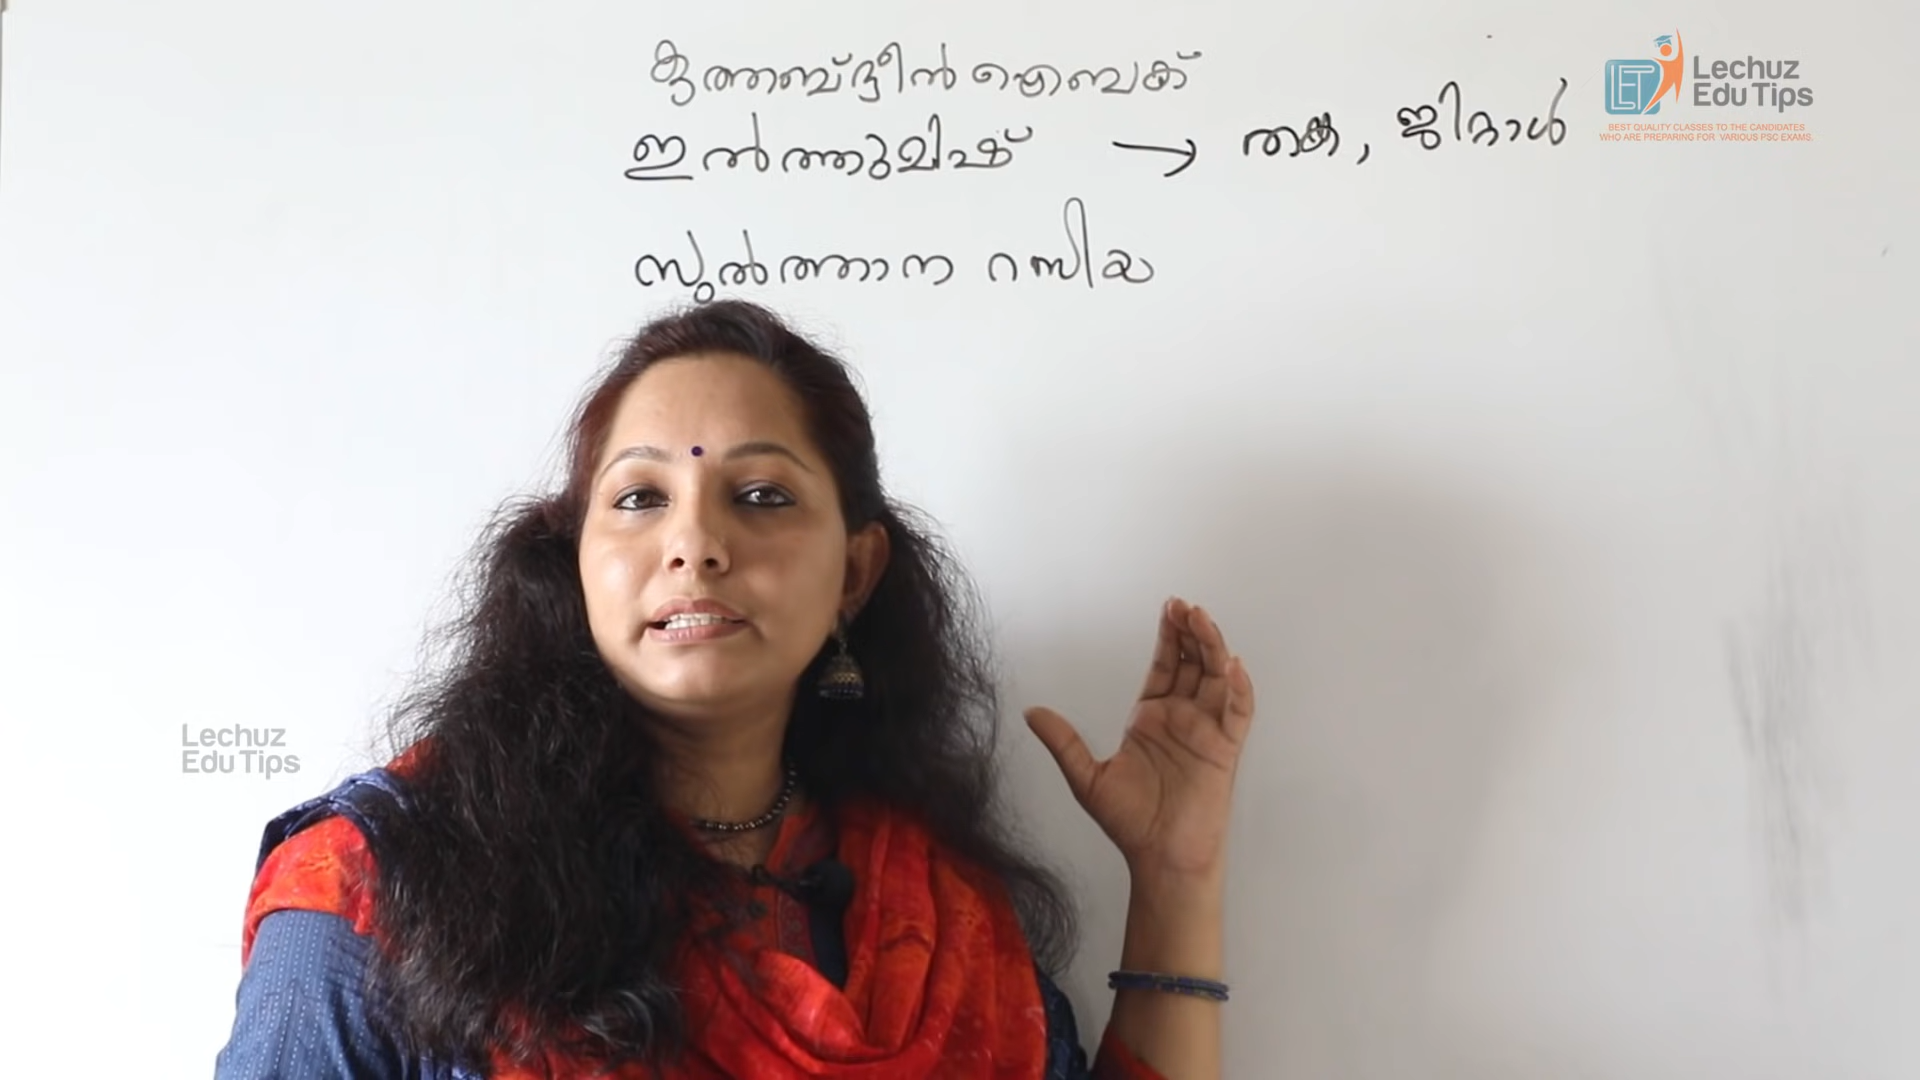 കുത്തബ്ദ്ദീൻ ഐബക്
ഇൽത്തുമിഷ് → തങ്ക, ജിറ്റാൾ
സുൽത്താന റസിയ
LET Lechuz
Edu Tips
BEST QUALITY CLASSES TO THE CANDIDATES
WHO ARE PREPARING FOR VARIOUS PSC EXAMS.
Lechuz
Edu Tips